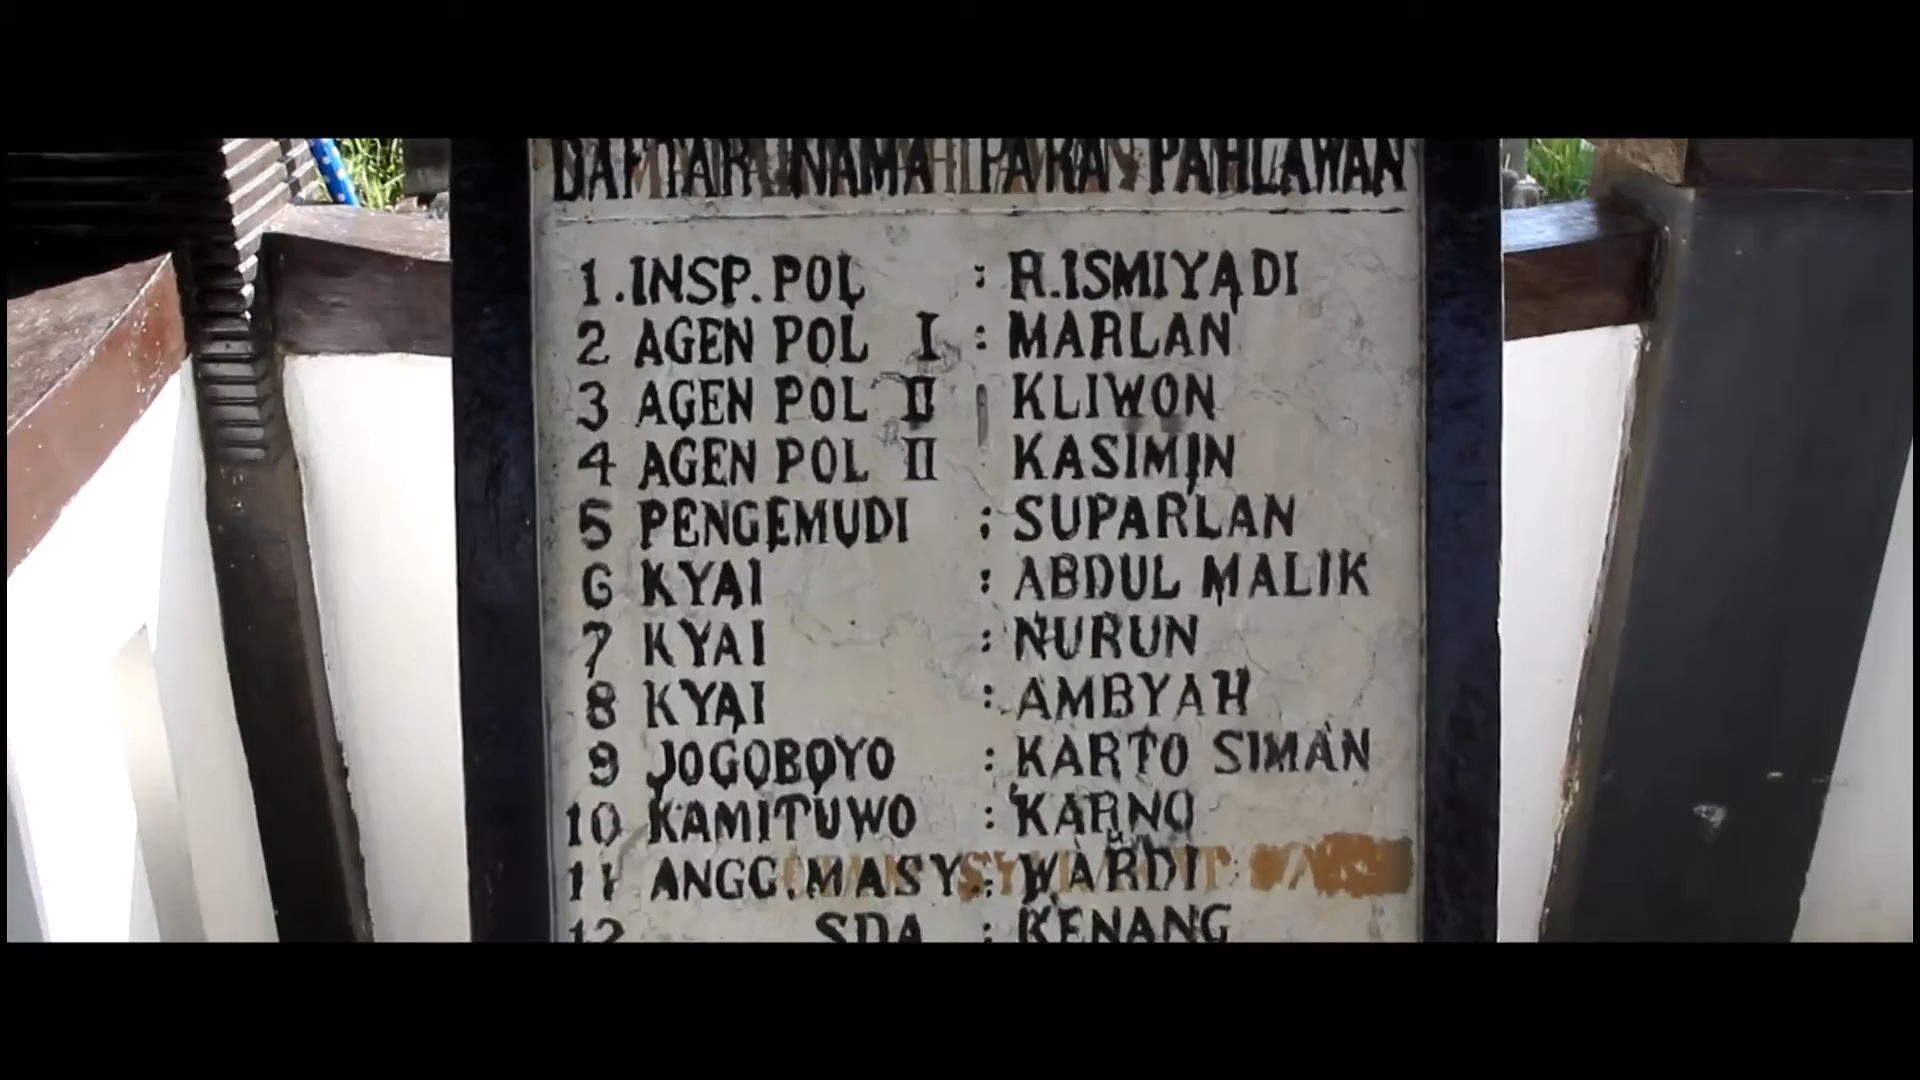 DAFTAR NAMA PARA PAHLAWAN
1. INSP. POL : R. ISMIYADI
2 AGEN POL I : MARLAN
3 AGEN POL II KLIWON
4 AGEN POL II KASIMIN
5 PENGEMUDI : SUPARLAN
6 KYAI : ABDUL MALIK
7 KYAI : NURUN
8 KYAI : AMBYAH
9 JOGOBOYO : KARTO SIMAN
10 KAMITUWO : KARNO
11 ANGG. MASY. : WARDI
12 SDA : KENANG